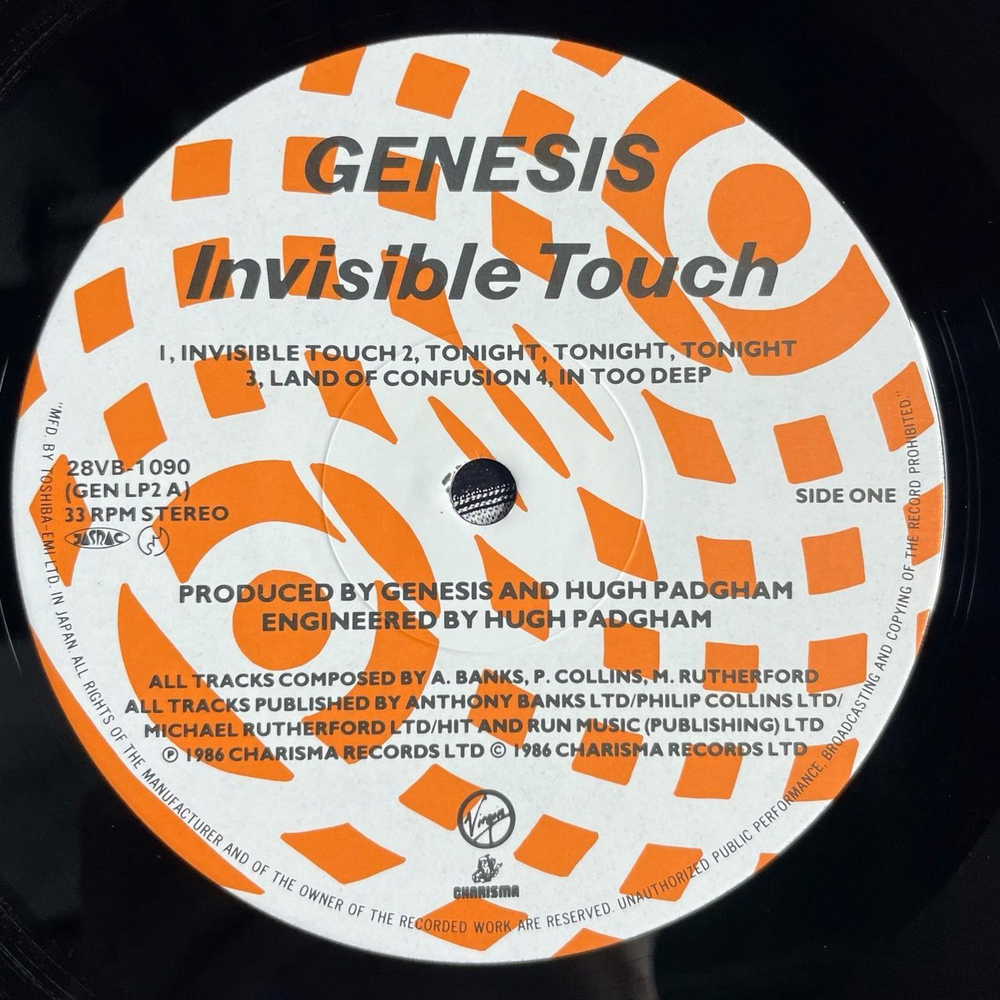 GENESIS
Invisible Touch
1, INVISIBLE TOUCH 2, TONIGHT, TONIGHT, TONIGHT
3, LAND OF CONFUSION 4, IN TOO DEEP
28VB-1090
(GEN LP2 A)
33 RPM STEREO
JASRAC
SIDE ONE
PRODUCED BY GENESIS AND HUGH PADGHAM
ENGINEERED BY HUGH PADGHAM
ALL TRACKS COMPOSED BY A. BANKS, P. COLLINS, M. RUTHERFORD
ALL TRACKS PUBLISHED BY ANTHONY BANKS LTD/PHILIP COLLINS LTD/
MICHAEL RUTHERFORD LTD/HIT AND RUN MUSIC (PUBLISHING) LTD
℗ 1986 CHARISMA RECORDS LTD © 1986 CHARISMA RECORDS LTD
Virgin
CHARISMA
"MFD. BY TOSHIBA-EMI LTD. IN JAPAN. ALL RIGHTS OF THE MANUFACTURER AND OF THE OWNER OF THE RECORDED WORK ARE RESERVED. UNAUTHORIZED PUBLIC PERFORMANCE, BROADCASTING AND COPYING OF THE RECORD PROHIBITED."